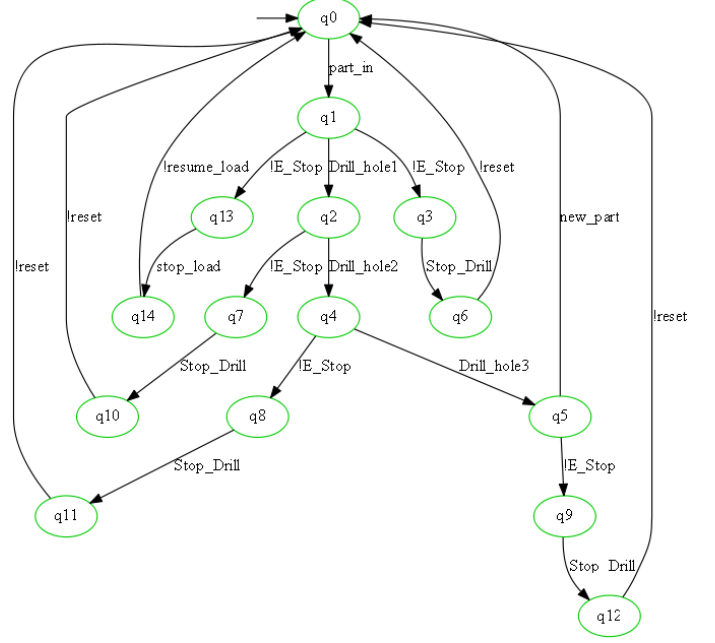 q0
part_in
q1
!resume_load
!E_Stop
Drill_hole1
!E_Stop
!reset
q13
q2
q3
!reset
new_part
!reset
stop_load
!E_Stop
Drill_hole2
Stop_Drill
!reset
q14
q7
q4
q6
Stop_Drill
!E_Stop
Drill_hole3
q10
q8
q5
Stop_Drill
!E_Stop
q11
q9
Stop_Drill
q12